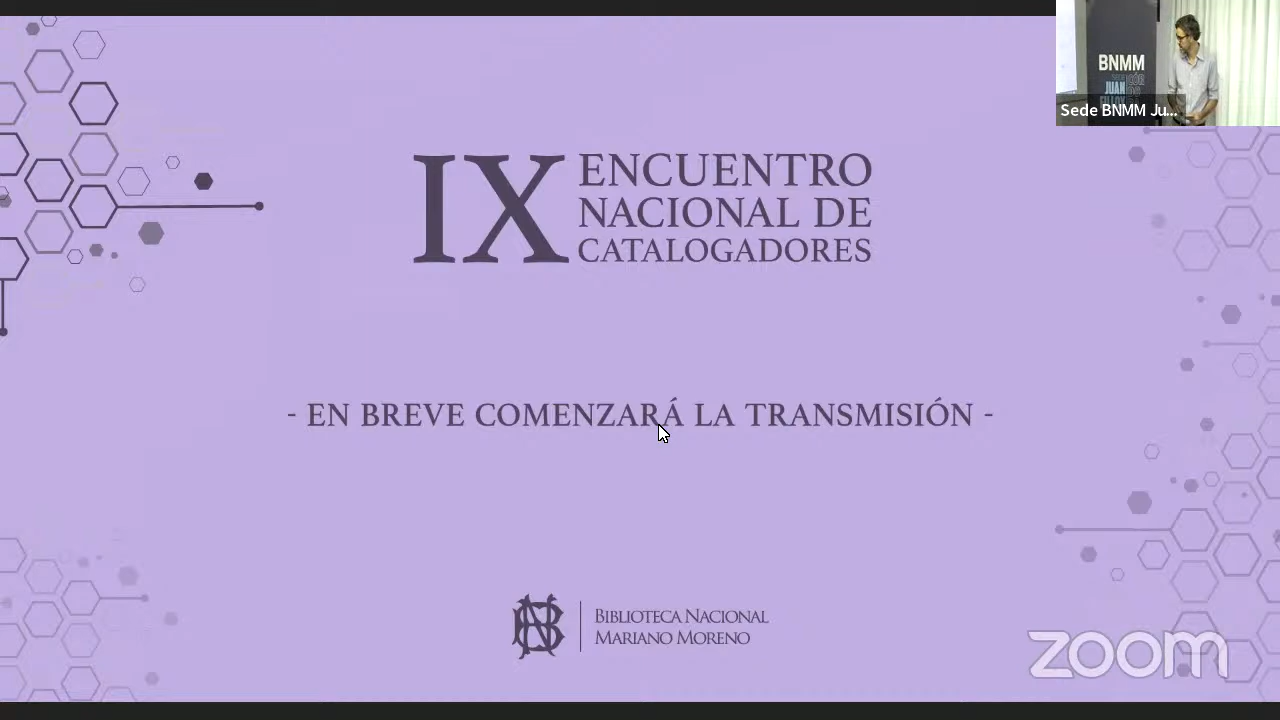 BNMM
JUAN
Sede BNMM Ju...
IX ENCUENTRO
NACIONAL DE
CATALOGADORES
- EN BREVE COMENZARÁ LA TRANSMISIÓN -
BIBLIOTECA NACIONAL
MARIANO MORENO
zoom